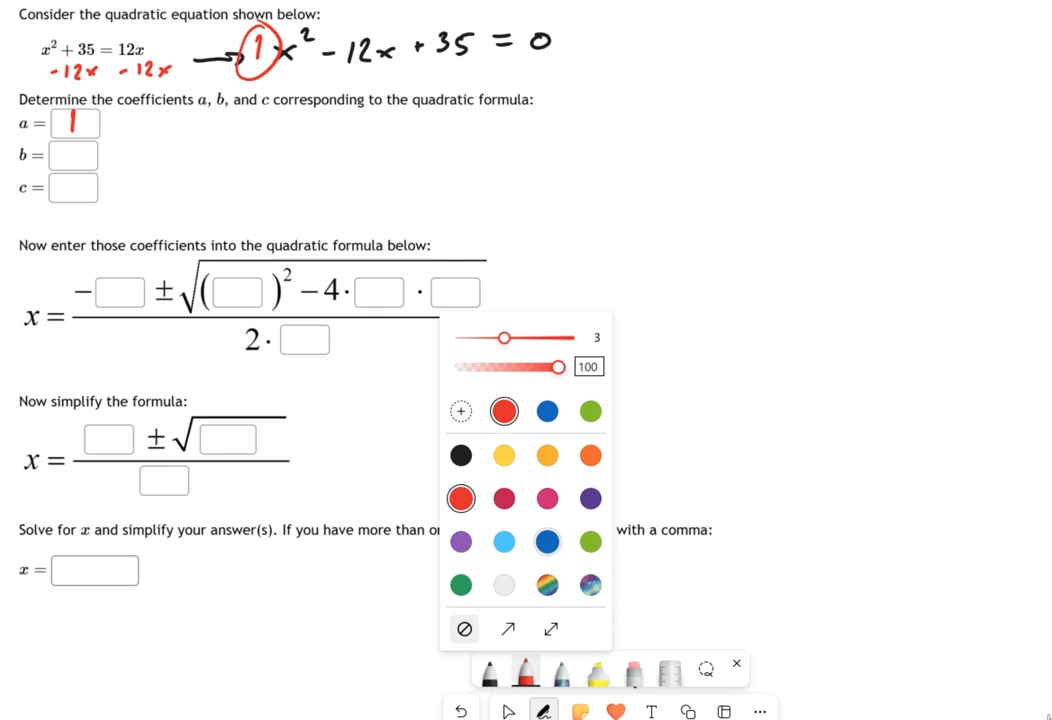 Consider the quadratic equation shown below:
x² + 35 = 12x → 1x² - 12x + 35 = 0
-12x -12x
Determine the coefficients a, b, and c corresponding to the quadratic formula:
a = 1
b =
c =
Now enter those coefficients into the quadratic formula below:
x = (- ± √(( )² - 4 · · )) / (2 · )
3
100
Now simplify the formula:
x = ( ± √ ) /
Solve for x and simplify your answer(s). If you have more than with a comma:
x =
T